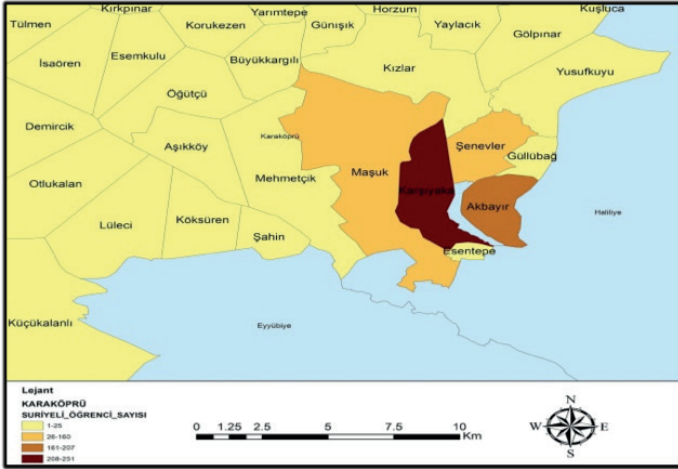 Kırkpınar
Tülmen
Korukezen
Yarımtepe
Günışık
Horzum
Yaylacık
Kuşluca
Gölpınar
İsaören
Esemkulu
Büyükkargılı
Kızlar
Yusufkuyu
Öğütçü
Demircik
Aşıkköy
Karaköprü
Şenevler
Güllübağ
Otlukalan
Mehmetçik
Maşuk
Karşıyaka
Akbayır
Lüleci
Köksüren
Şahin
Haliliye
Esentepe
Küçükalanlı
Eyyübiye
Lejant
KARAKÖPRÜ
SURİYELİ_ÖĞRENCİ_SAYISI
1-25
26-160
161-207
208-251
0 1.25 2.5 5 7.5 10
Km
N
W E
S